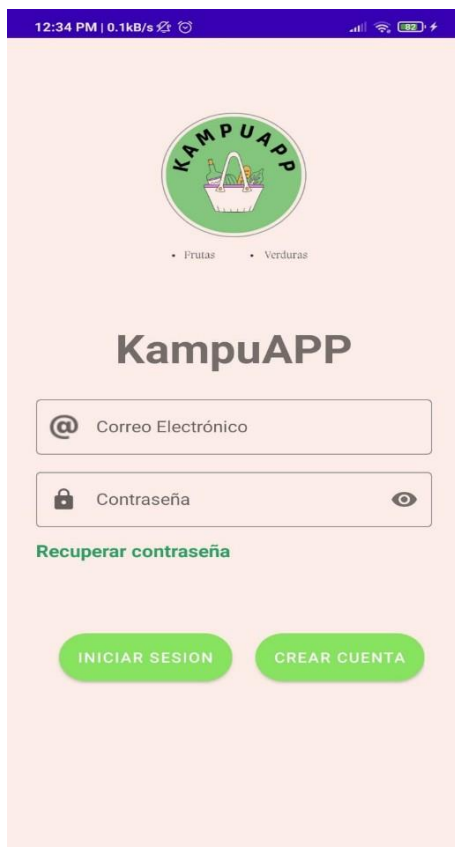 12:34 PM | 0.1kB/s 82
KAMPUAPP
• Frutas • Verduras
KampuAPP
@ Correo Electrónico
Contraseña
Recuperar contraseña
INICIAR SESION CREAR CUENTA